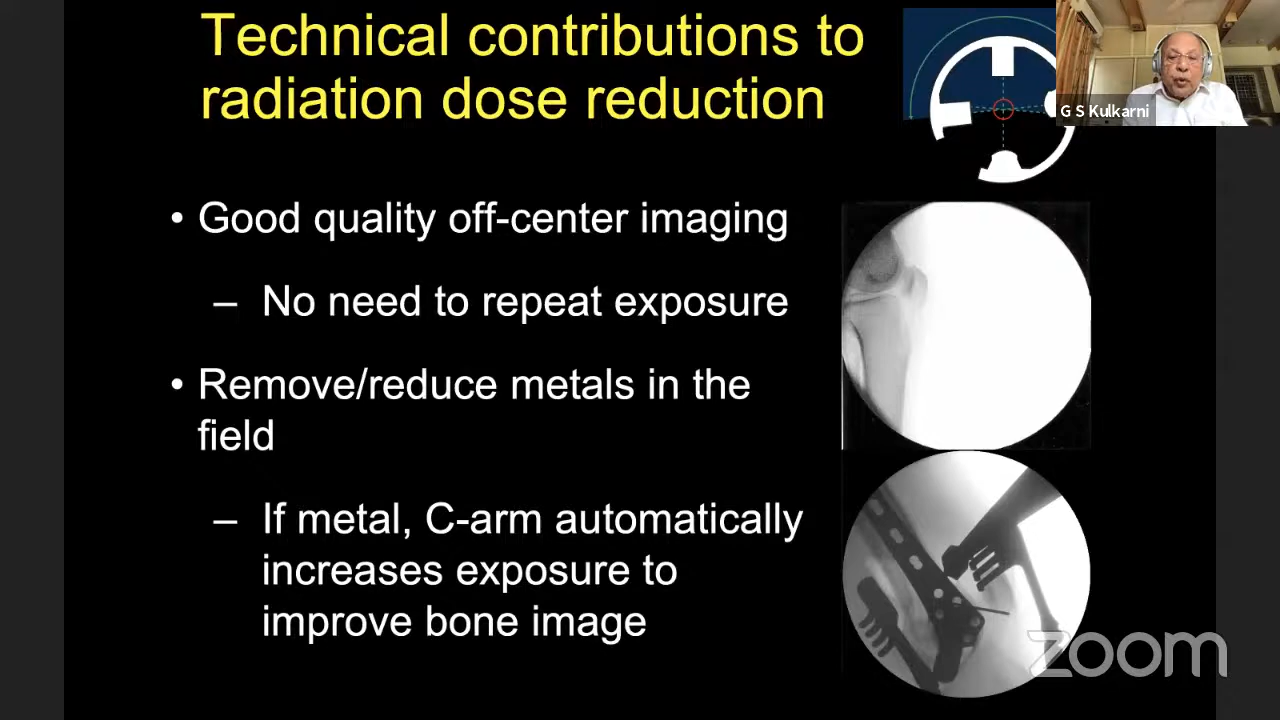 Technical contributions to
radiation dose reduction
G S Kulkarni
• Good quality off-center imaging
– No need to repeat exposure
• Remove/reduce metals in the
field
– If metal, C-arm automatically
increases exposure to
improve bone image
zoom